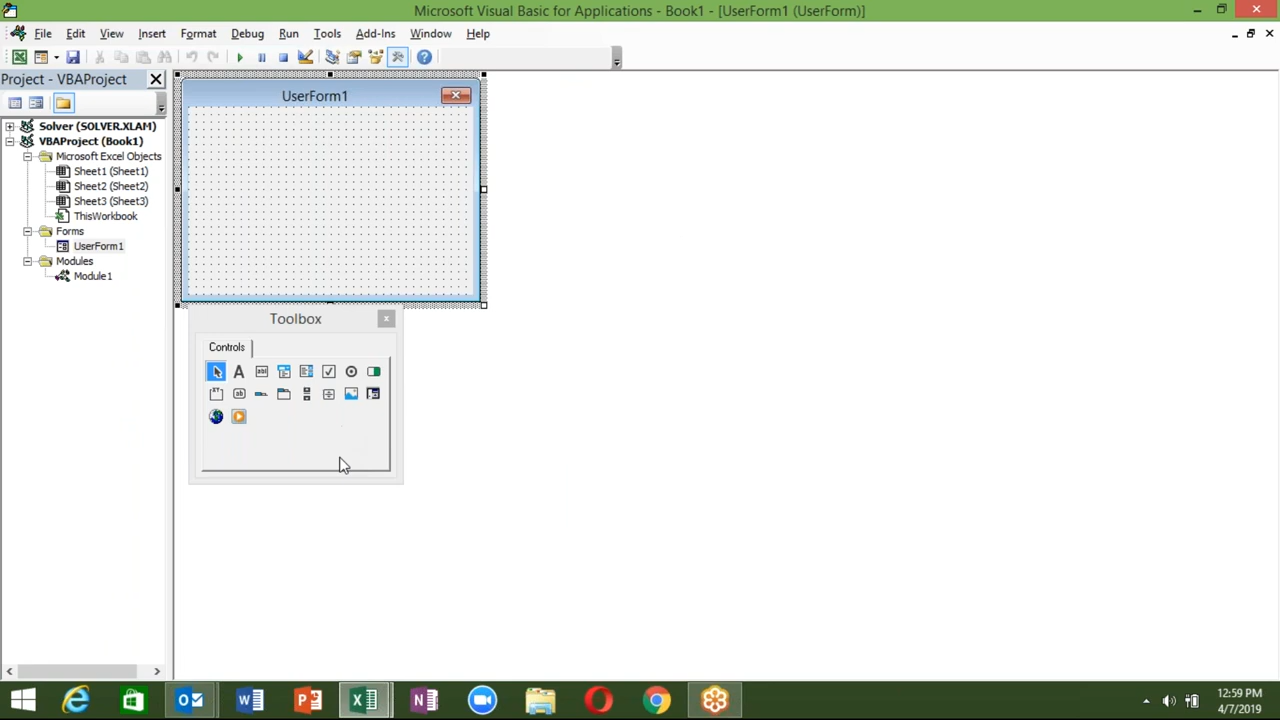 Microsoft Visual Basic for Applications - Book1 - [UserForm1 (UserForm)]
File Edit View Insert Format Debug Run Tools Add-Ins Window Help
Project - VBAProject
Solver (SOLVER.XLAM)
VBAProject (Book1)
Microsoft Excel Objects
Sheet1 (Sheet1)
Sheet2 (Sheet2)
Sheet3 (Sheet3)
ThisWorkbook
Forms
UserForm1
Modules
Module1
UserForm1
Toolbox
Controls
12:59 PM
4/7/2019